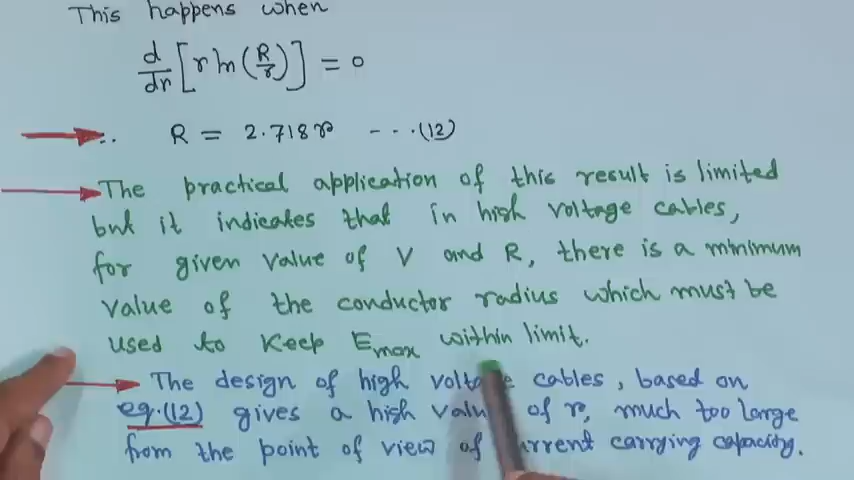 This happens when
d/dr [r ln (R/r)] = 0
∴ R = 2.718 r - - - (12)
The practical application of this result is limited
but it indicates that in high voltage cables,
for given value of V and R, there is a minimum
value of the conductor radius which must be
used to keep Emax within limit.
The design of high voltage cables, based on
eq.(12) gives a high value of r, much too large
from the point of view of current carrying capacity.